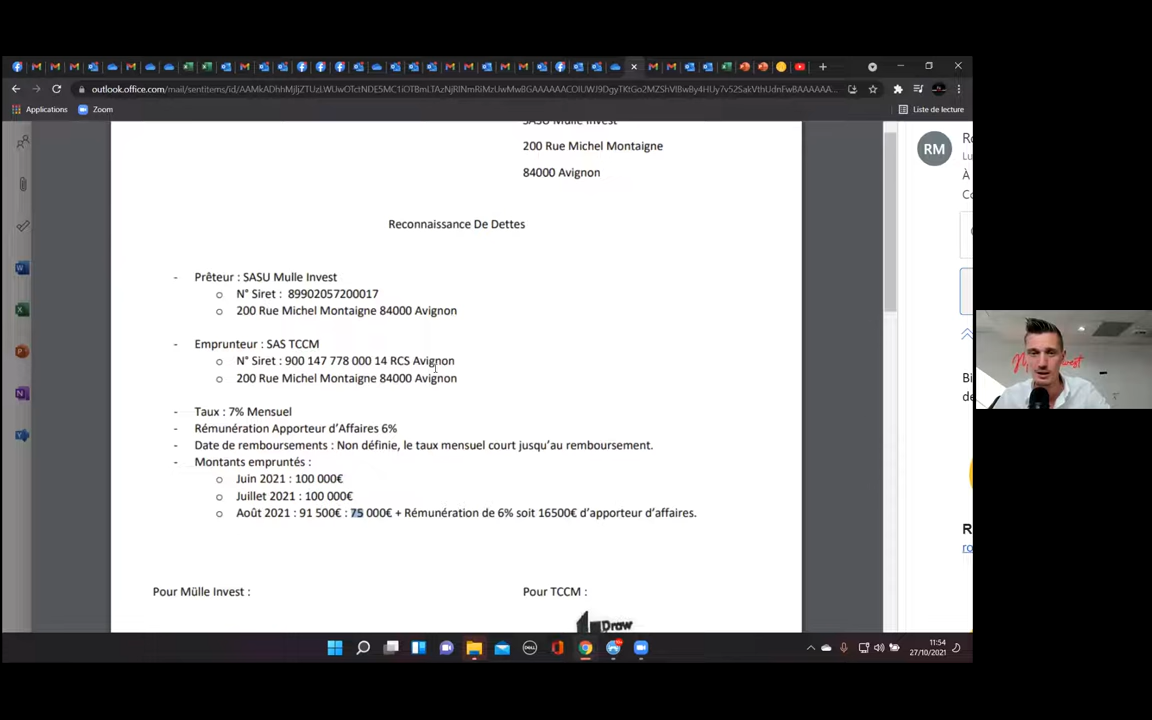 outlook.office.com
Applications
Zoom
Liste de lecture
SASU Mulle Invest
200 Rue Michel Montaigne
84000 Avignon
RM
Reconnaissance De Dettes
- Prêteur : SASU Mulle Invest
o N° Siret : 89902057200017
o 200 Rue Michel Montaigne 84000 Avignon
- Emprunteur : SAS TCCM
o N° Siret : 900 147 778 000 14 RCS Avignon
o 200 Rue Michel Montaigne 84000 Avignon
- Taux : 7% Mensuel
- Rémunération Apporteur d'Affaires 6%
- Date de remboursements : Non définie, le taux mensuel court jusqu'au remboursement.
- Montants empruntés :
o Juin 2021 : 100 000€
o Juillet 2021 : 100 000€
o Août 2021 : 91 500€ : 75 000€ + Rémunération de 6% soit 16500€ d'apporteur d'affaires.
Pour Mülle Invest :
Pour TCCM :
Draw
11:54
27/10/2021